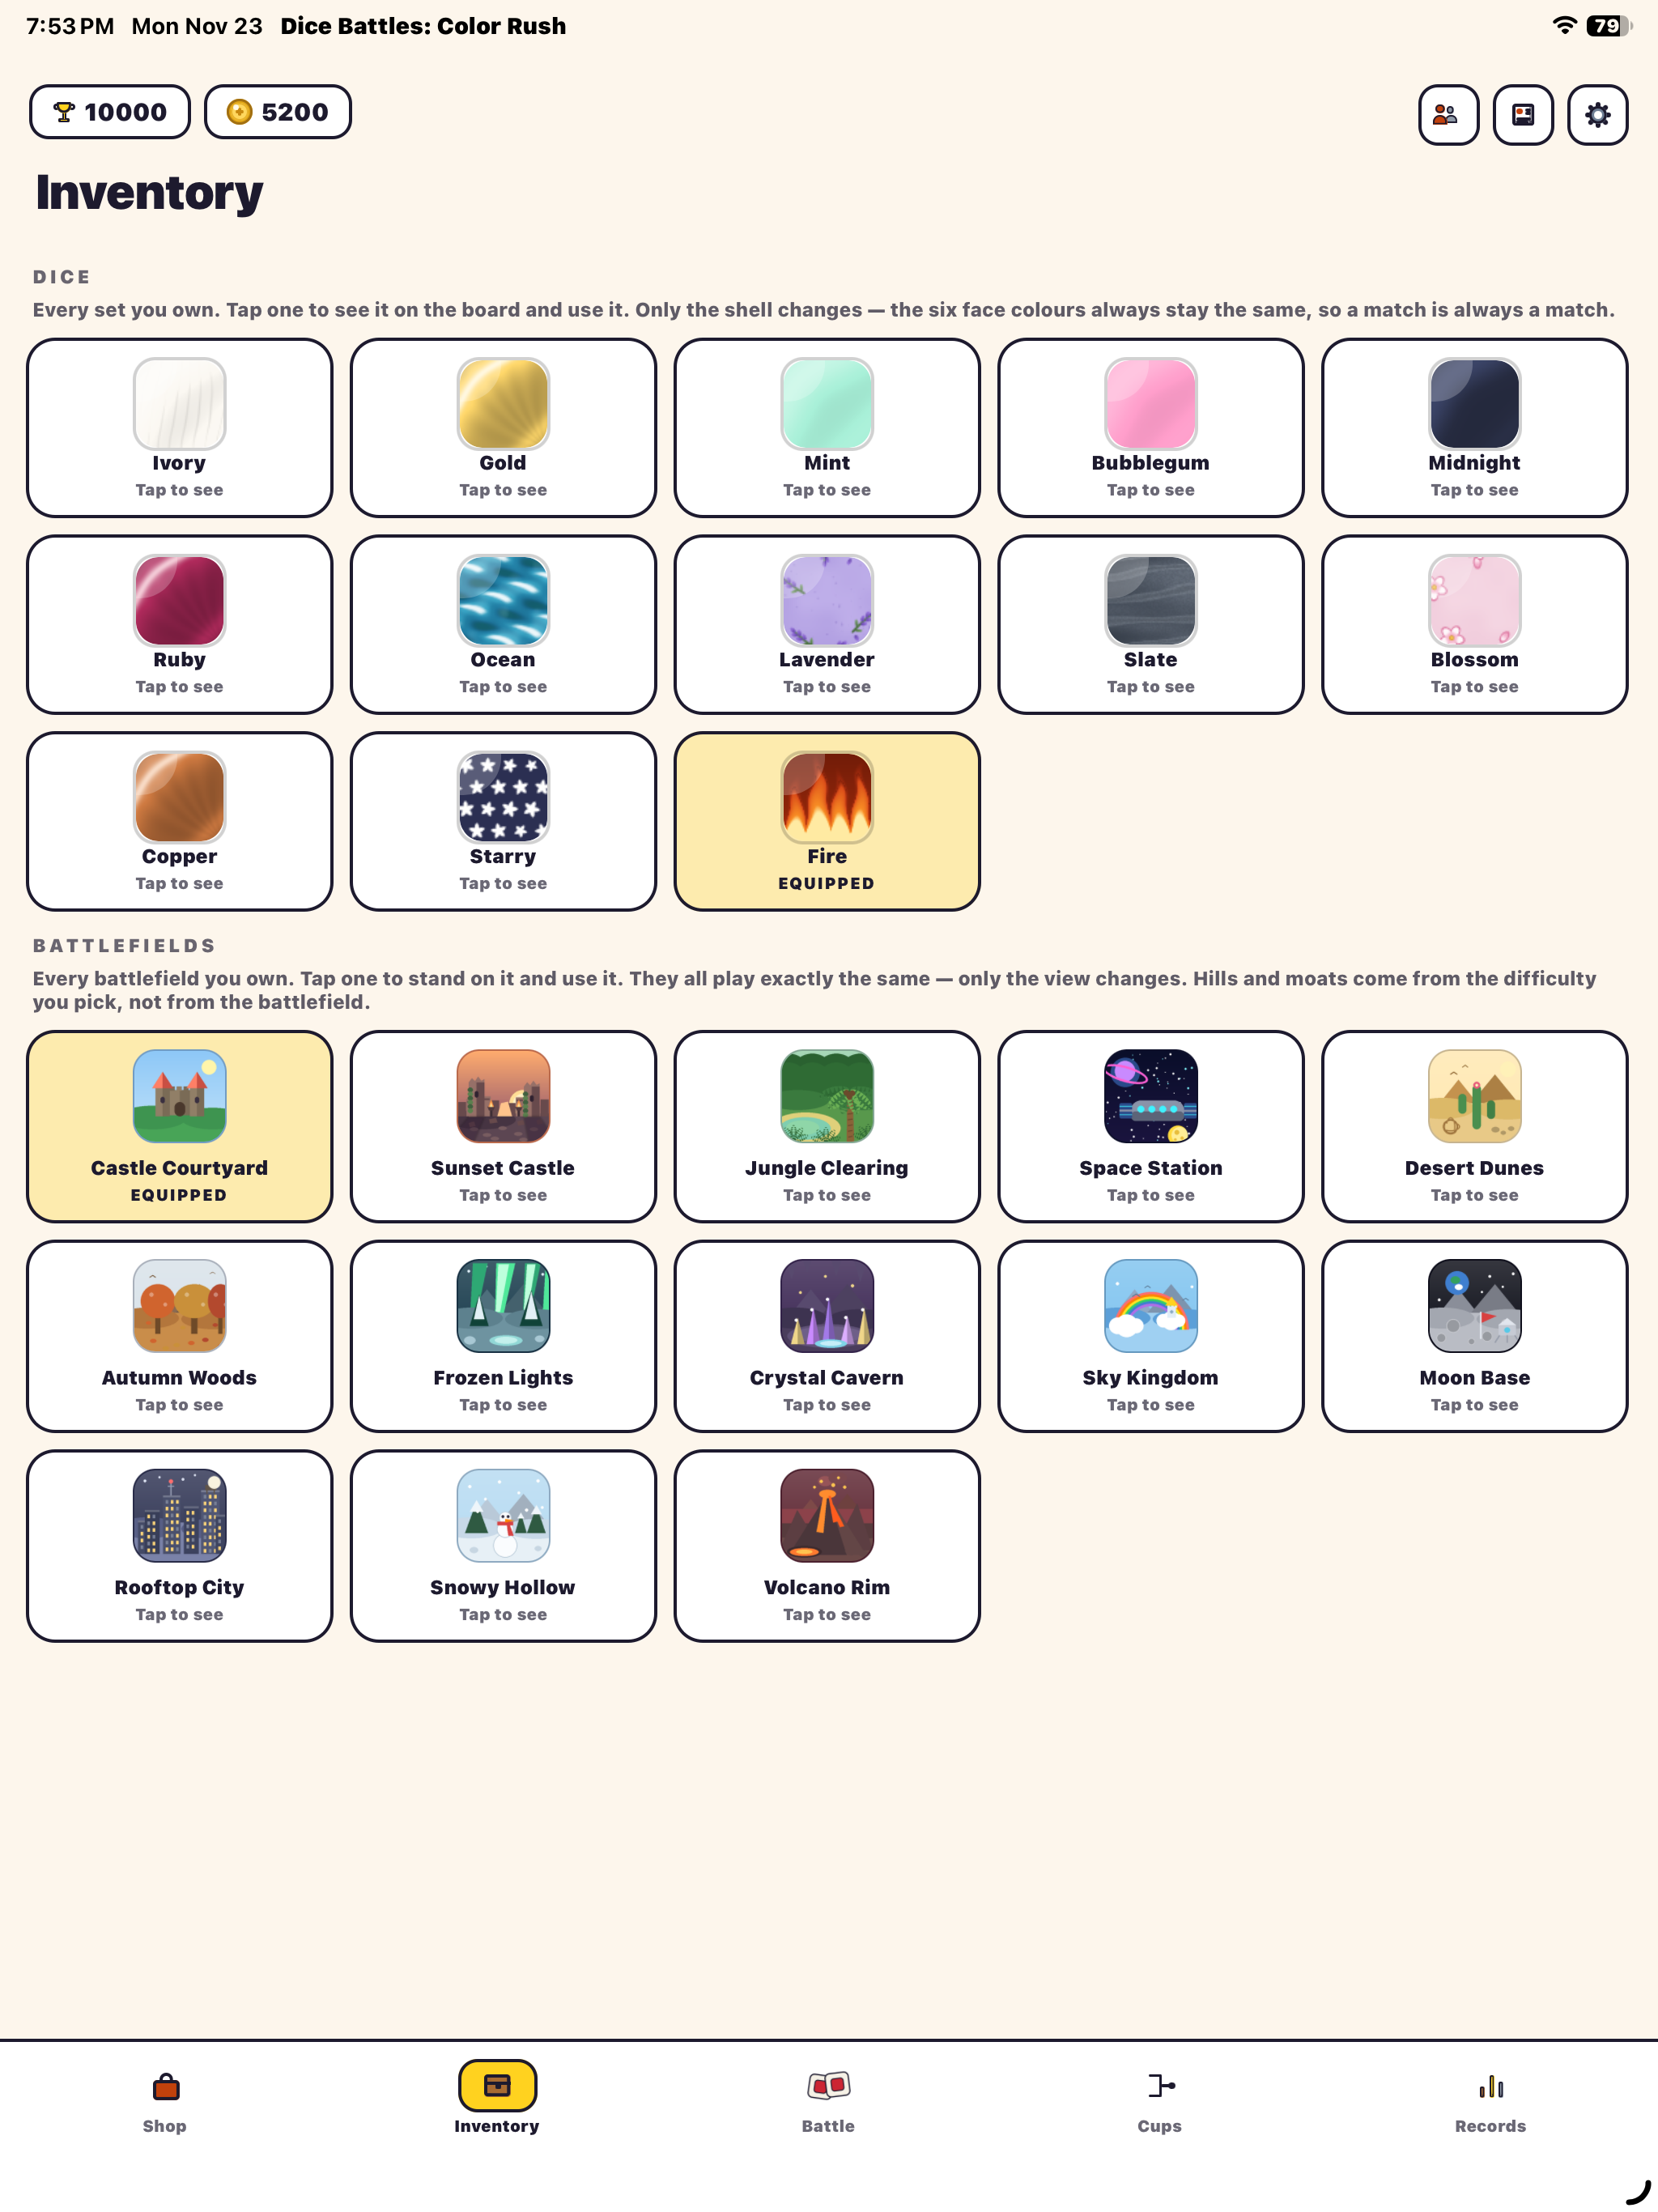 7:53 PM Mon Nov 23 Dice Battles: Color Rush
79
10000
5200
Inventory
DICE
Every set you own. Tap one to see it on the board and use it. Only the shell changes — the six face colours always stay the same, so a match is always a match.
Ivory
Tap to see
Gold
Tap to see
Mint
Tap to see
Bubblegum
Tap to see
Midnight
Tap to see
Ruby
Tap to see
Ocean
Tap to see
Lavender
Tap to see
Slate
Tap to see
Blossom
Tap to see
Copper
Tap to see
Starry
Tap to see
Fire
EQUIPPED
BATTLEFIELDS
Every battlefield you own. Tap one to stand on it and use it. They all play exactly the same — only the view changes. Hills and moats come from the difficulty
you pick, not from the battlefield.
Castle Courtyard
EQUIPPED
Sunset Castle
Tap to see
Jungle Clearing
Tap to see
Space Station
Tap to see
Desert Dunes
Tap to see
Autumn Woods
Tap to see
Frozen Lights
Tap to see
Crystal Cavern
Tap to see
Sky Kingdom
Tap to see
Moon Base
Tap to see
Rooftop City
Tap to see
Snowy Hollow
Tap to see
Volcano Rim
Tap to see
Shop
Inventory
Battle
Cups
Records